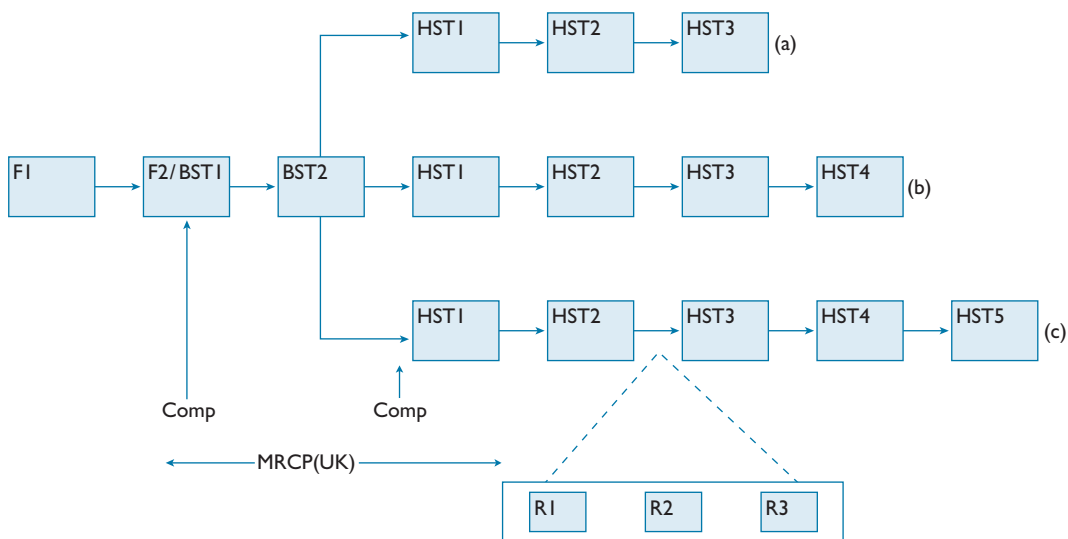 HST1 HST2 HST3 (a)
F1 F2/BST1 BST2 HST1 HST2 HST3 HST4 (b)
HST1 HST2 HST3 HST4 HST5 (c)
Comp Comp
MRCP(UK)
R1 R2 R3